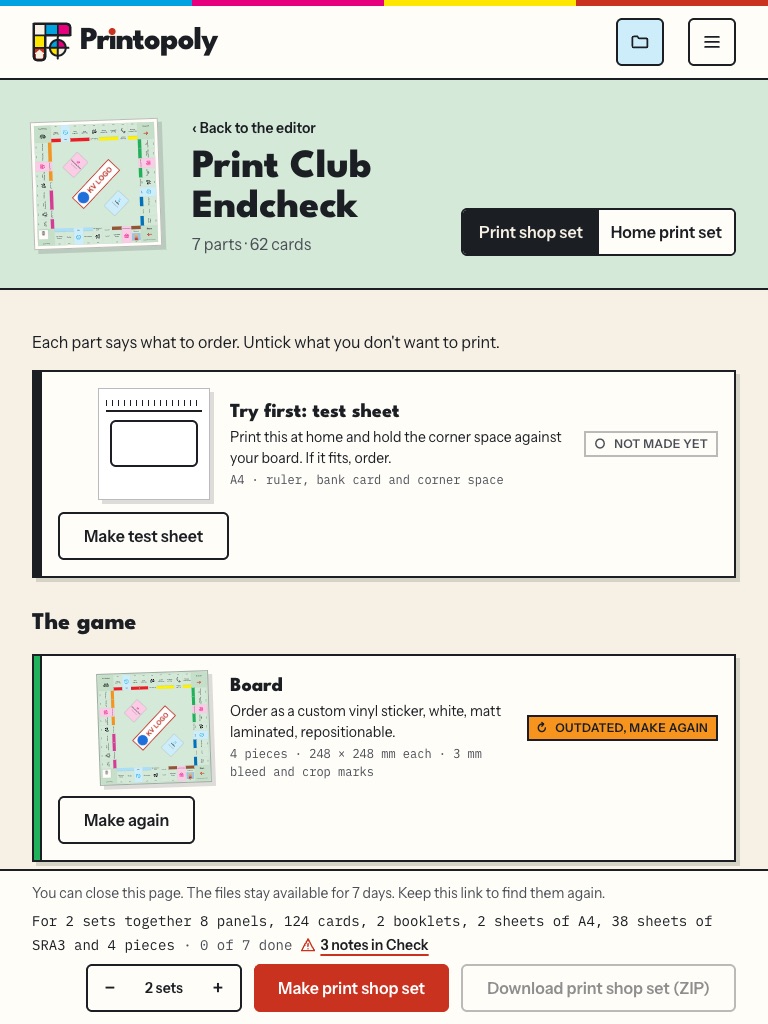 Printopoly
‹ Back to the editor
Print Club
Endcheck
7 parts · 62 cards
Print shop set
Home print set
Each part says what to order. Untick what you don't want to print.
Try first: test sheet
Print this at home and hold the corner space against
your board. If it fits, order.
A4 · ruler, bank card and corner space
NOT MADE YET
Make test sheet
The game
KV LOGO
Board
Order as a custom vinyl sticker, white, matt
laminated, repositionable.
4 pieces · 248 × 248 mm each · 3 mm
bleed and crop marks
OUTDATED, MAKE AGAIN
Make again
You can close this page. The files stay available for 7 days. Keep this link to find them again.
For 2 sets together 8 panels, 124 cards, 2 booklets, 2 sheets of A4, 38 sheets of
SRA3 and 4 pieces · 0 of 7 done 3 notes in Check
− 2 sets +
Make print shop set
Download print shop set (ZIP)